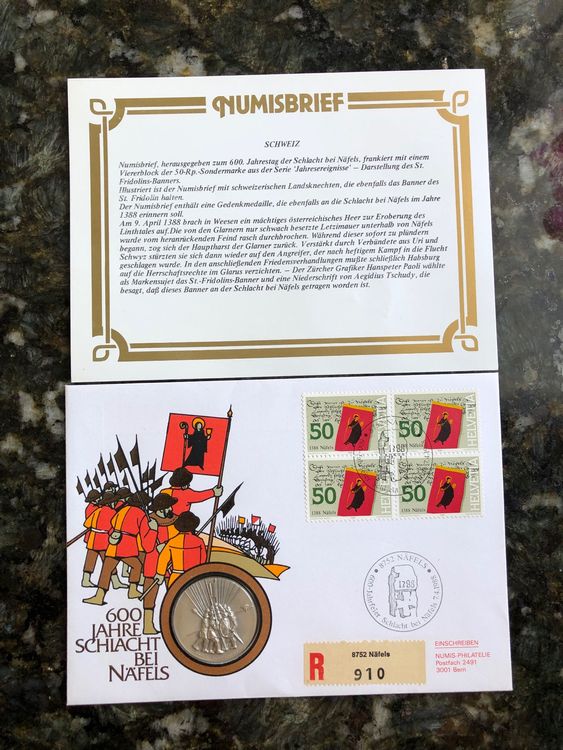 NUMISBRIEF
SCHWEIZ
Numisbrief, herausgegeben zum 600. Jahrestag der Schlacht bei Näfels, frankiert mit einem
Viererblock der 50-Rp.-Sondermarke aus der Serie 'Jahresereignisse' – Darstellung des St.
Fridolins-Banners.
Illustriert ist der Numisbrief mit schweizerischen Landsknechten, die ebenfalls das Banner des
St. Fridolin halten.
Der Numisbrief enthält eine Gedenkmedaille, die ebenfalls an die Schlacht bei Näfels im Jahre
1388 erinnern soll.
Am 9. April 1388 brach in Weesen ein mächtiges österreichisches Heer zur Eroberung des
Linthtales auf. Die von den Glarnern nur schwach besetzte Letzimauer unterhalb von Näfels
wurde vom heranrückenden Feind rasch durchbrochen. Während dieser sofort zu plündern
begann, zog sich der Hauptharst der Glarner zurück. Verstärkt durch Verbündete aus Uri und
Schwyz stürzten sie sich dann wieder auf den Angreifer, der nach heftigem Kampf in die Flucht
geschlagen wurde. In den anschließenden Friedensverhandlungen mußte schließlich Habsburg
auf die Herrschaftsrechte im Glarus verzichten. – Der Zürcher Grafiker Hanspeter Paoli wählte
als Markensujet das St.-Fridolins-Banner und eine Niederschrift von Aegidius Tschudy, die
besagt, daß dieses Banner an der Schlacht bei Näfels getragen worden ist.
50
1388 Näfels
HELVETIA
50
1388 Näfels
HELVETIA
50
1388 Näfels
HELVETIA
50
1388 Näfels
HELVETIA
8752 NÄFELS
600-Jahrfeier Schlacht bei Näfels 7.4.1988
600
JAHRE
SCHLACHT
BEI
NÄFELS
R
8752 Näfels
910
EINSCHREIBEN
NUMIS-PHILATELIE
Postfach 2491
3001 Bern